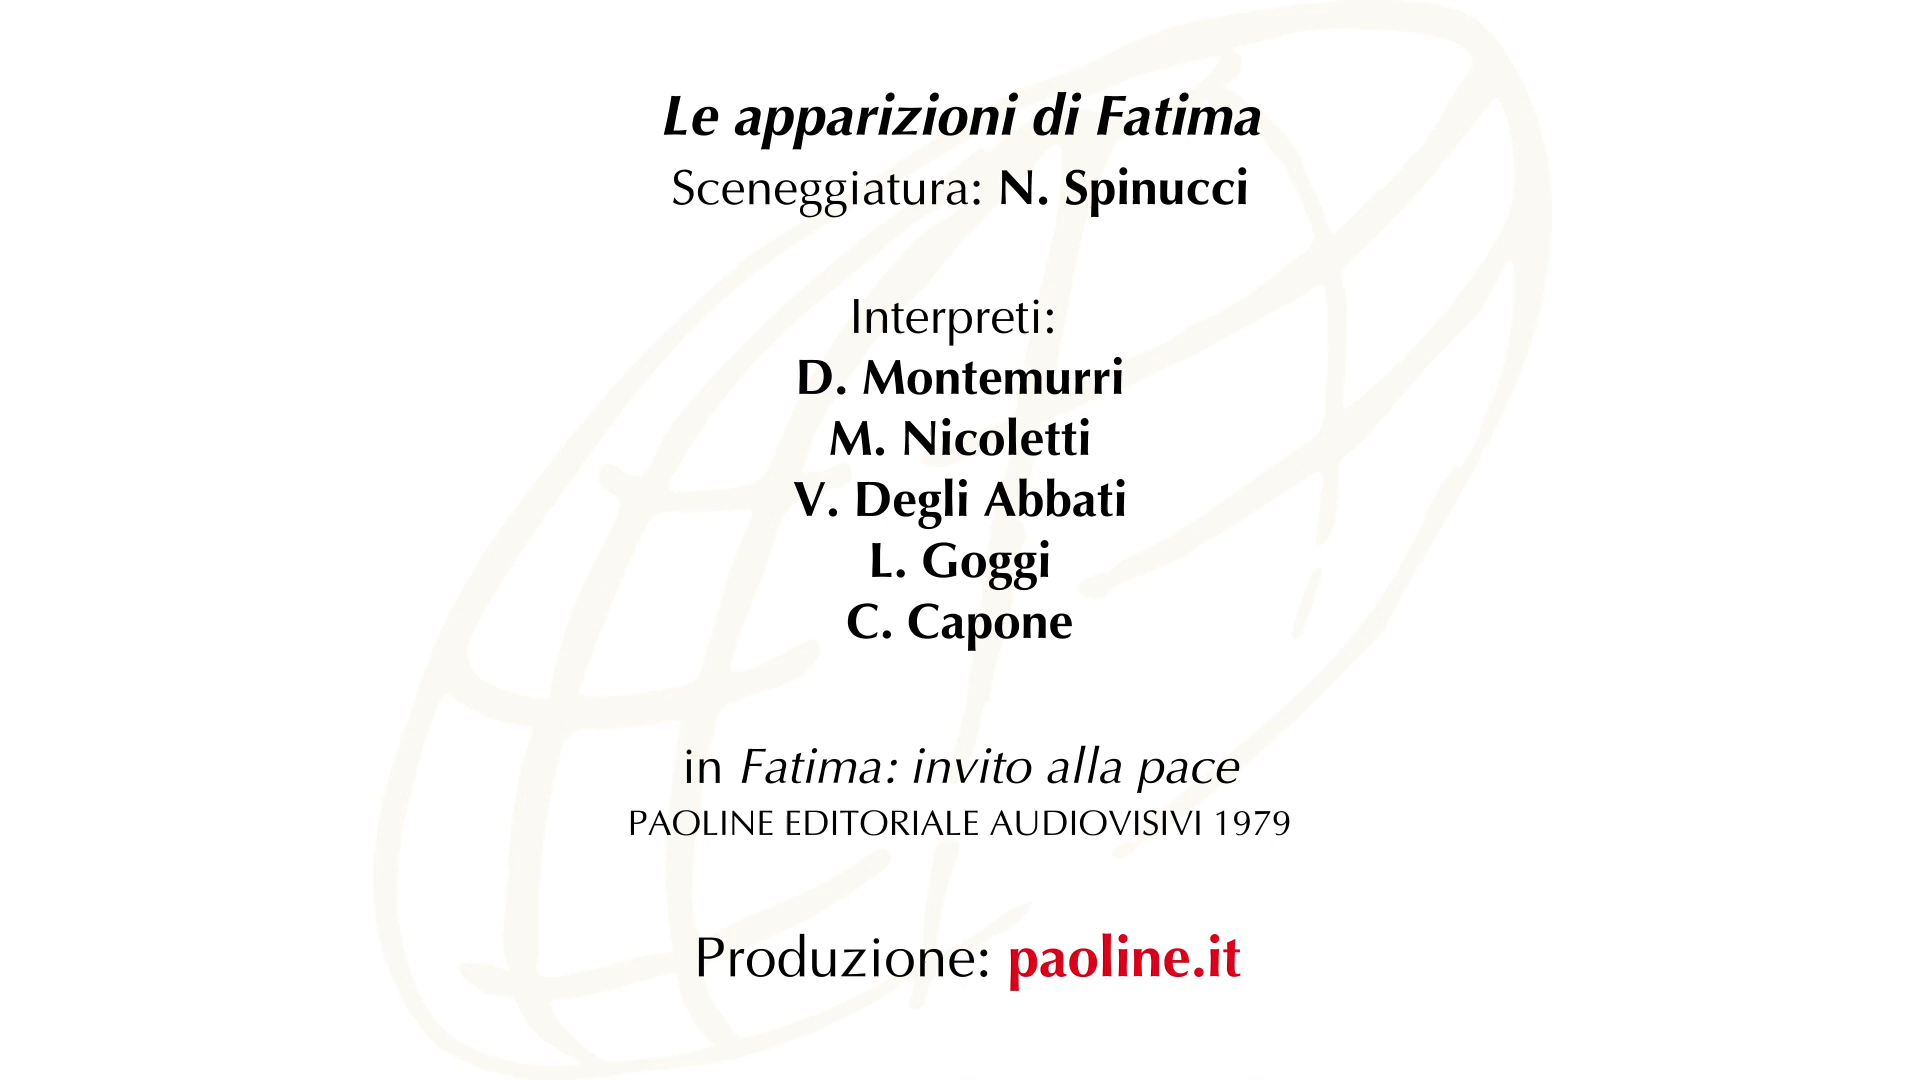 Le apparizioni di Fatima
Sceneggiatura: N. Spinucci
Interpreti:
D. Montemurri
M. Nicoletti
V. Degli Abbati
L. Goggi
C. Capone
in Fatima: invito alla pace
PAOLINE EDITORIALE AUDIOVISIVI 1979
Produzione: paoline.it